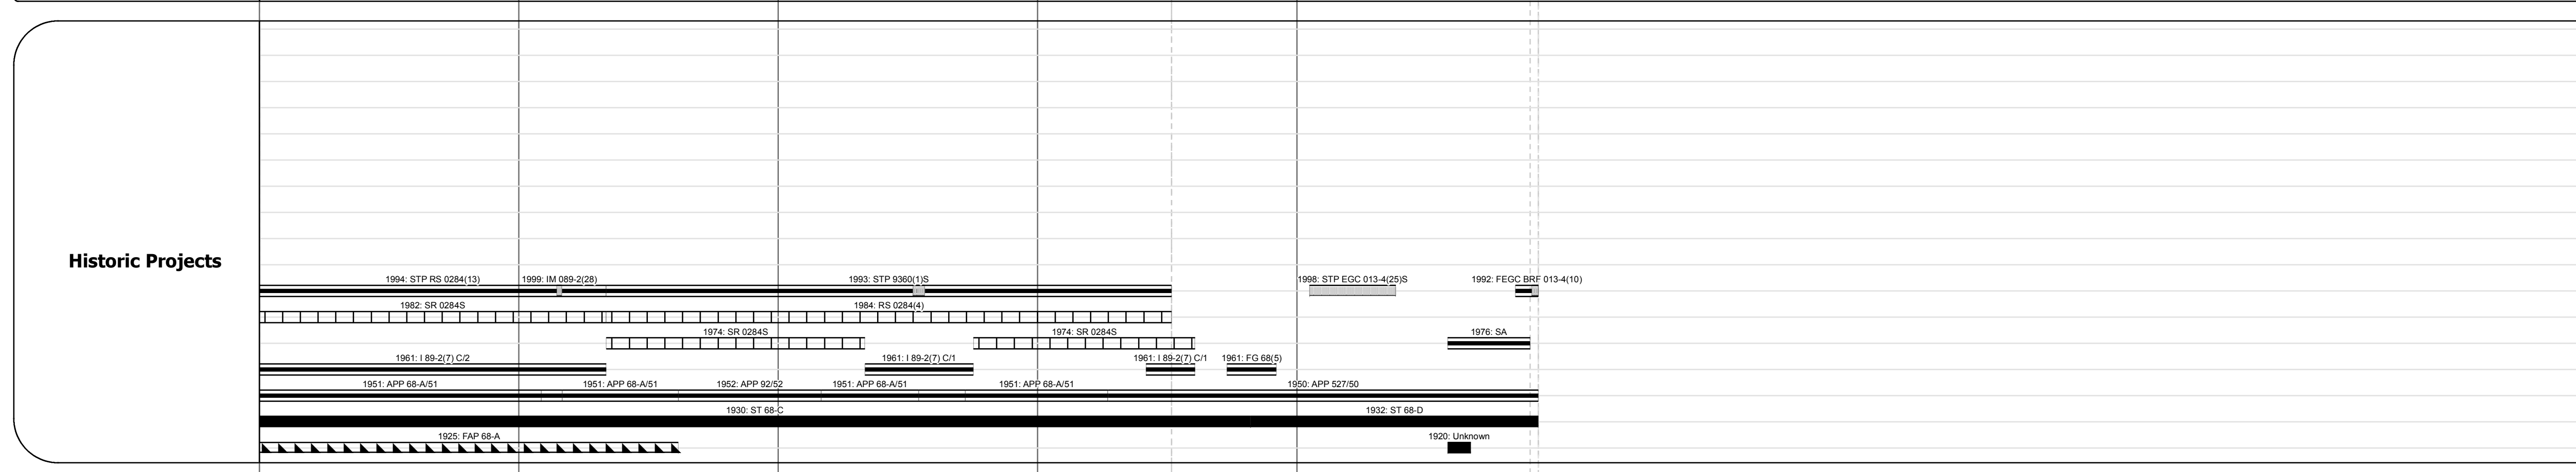 Historic Projects
1994: STP RS 0284(13) 1999: IM 089-2(28) 1993: STP 9360(1)S 1998: STP EGC 013-4(25)S 1992: FEGC BRF 013-4(10)
1982: SR 0284S 1984: RS 0284(4)
1974: SR 0284S 1974: SR 0284S 1976: SA
1961: I 89-2(7) C/2 1961: I 89-2(7) C/1 1961: I 89-2(7) C/1 1961: FG 68(5)
1951: APP 68-A/51 1951: APP 68-A/51 1952: APP 92/52 1951: APP 68-A/51 1951: APP 68-A/51 1950: APP 527/50
1930: ST 68-C 1932: ST 68-D
1925: FAP 68-A 1920: Unknown